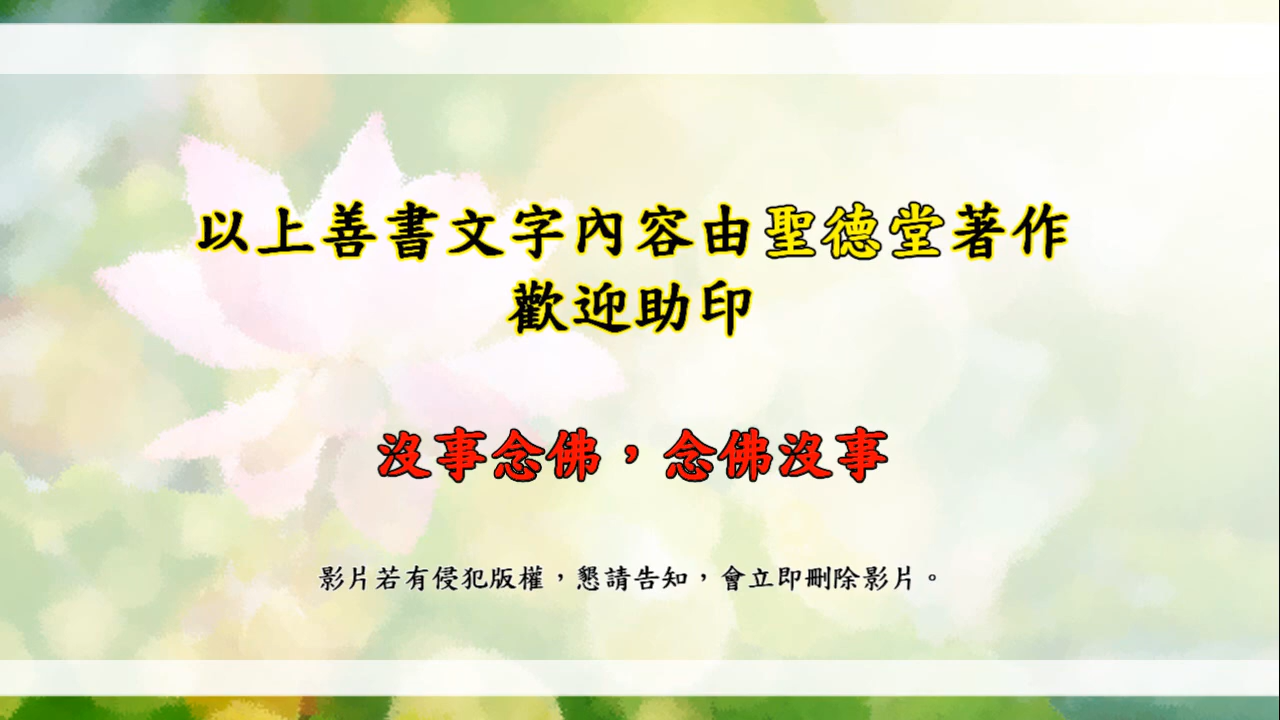 以上善書文字內容由聖德堂著作
歡迎助印
沒事念佛，念佛沒事
影片若有侵犯版權，懇請告知，會立即刪除影片。